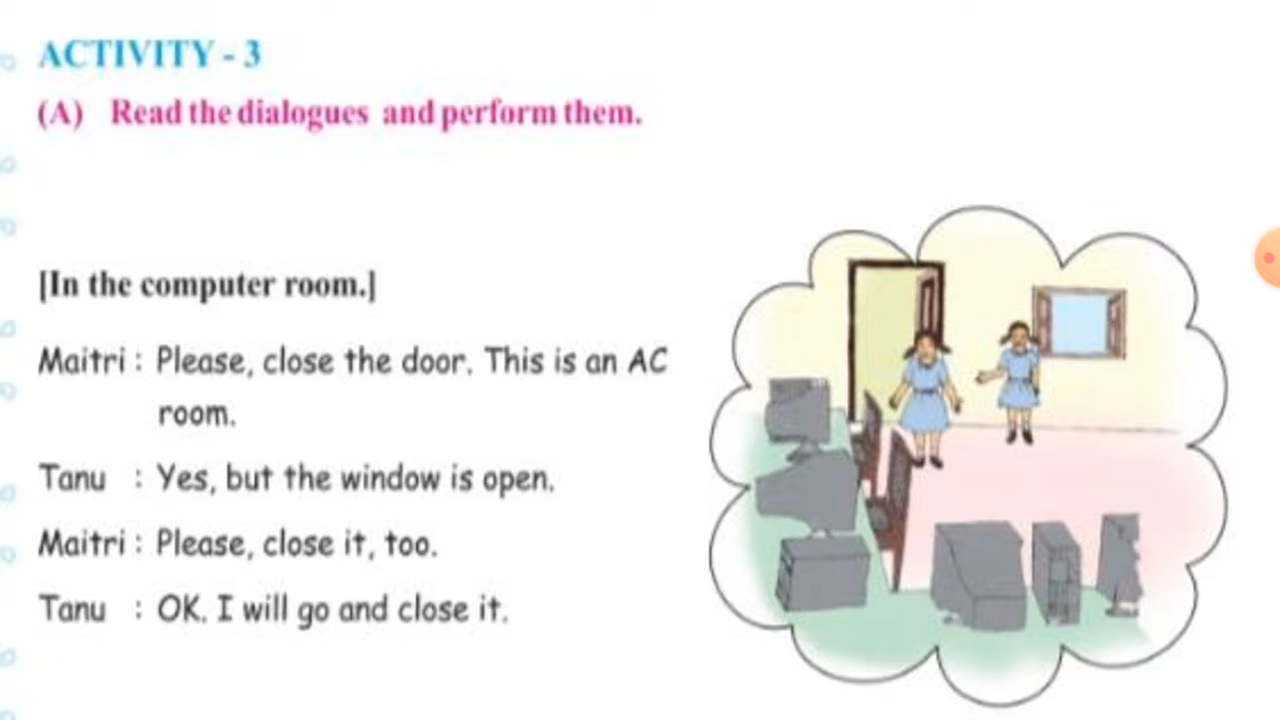 ACTIVITY - 3
(A) Read the dialogues and perform them.
[In the computer room.]
Maitri : Please, close the door. This is an AC
room.
Tanu : Yes, but the window is open.
Maitri : Please, close it, too.
Tanu : OK. I will go and close it.